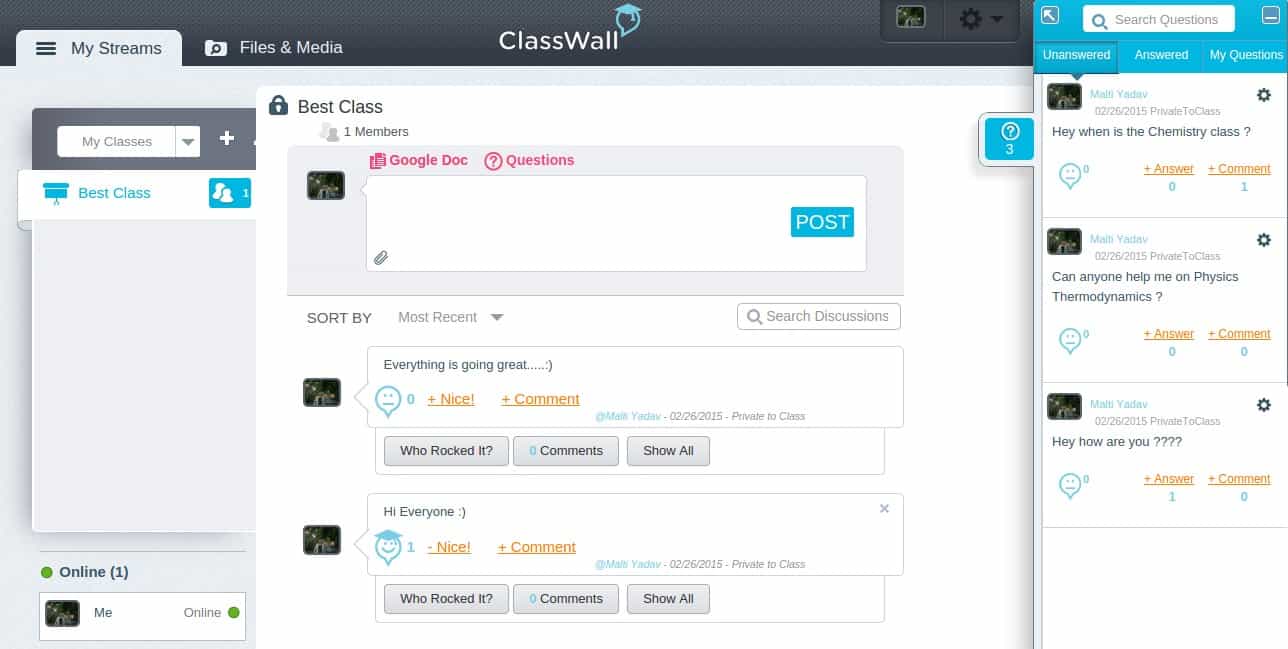 My Streams
Files & Media
ClassWall
Search Questions
Unanswered Answered My Questions
My Classes
Best Class 1
Online (1)
Me Online
Best Class
1 Members
Google Doc Questions
POST
SORT BY Most Recent
Search Discussions
Everything is going great.....:)
0 + Nice! + Comment
@Malti Yadav - 02/26/2015 - Private to Class
Who Rocked It? 0 Comments Show All
Hi Everyone :)
1 - Nice! + Comment
@Malti Yadav - 02/26/2015 - Private to Class
Who Rocked It? 0 Comments Show All
3
Malti Yadav
02/26/2015 PrivateToClass
Hey when is the Chemistry class ?
0 + Answer + Comment
0 1
Malti Yadav
02/26/2015 PrivateToClass
Can anyone help me on Physics
Thermodynamics ?
0 + Answer + Comment
0 0
Malti Yadav
02/26/2015 PrivateToClass
Hey how are you ????
0 + Answer + Comment
1 0